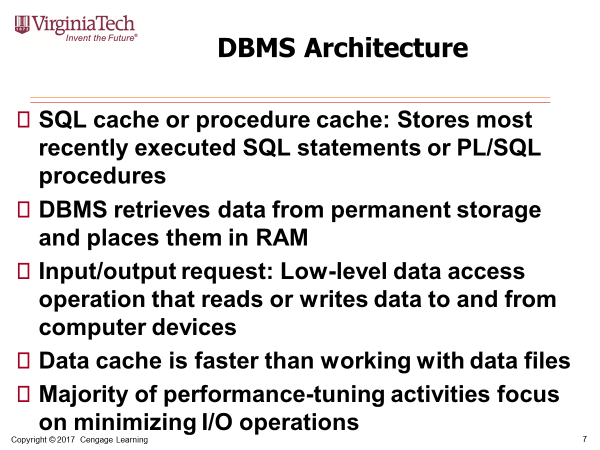 VirginiaTech
1872
Invent the Future®
DBMS Architecture
SQL cache or procedure cache: Stores most
recently executed SQL statements or PL/SQL
procedures
DBMS retrieves data from permanent storage
and places them in RAM
Input/output request: Low-level data access
operation that reads or writes data to and from
computer devices
Data cache is faster than working with data files
Majority of performance-tuning activities focus
on minimizing I/O operations
Copyright © 2017 Cengage Learning
7